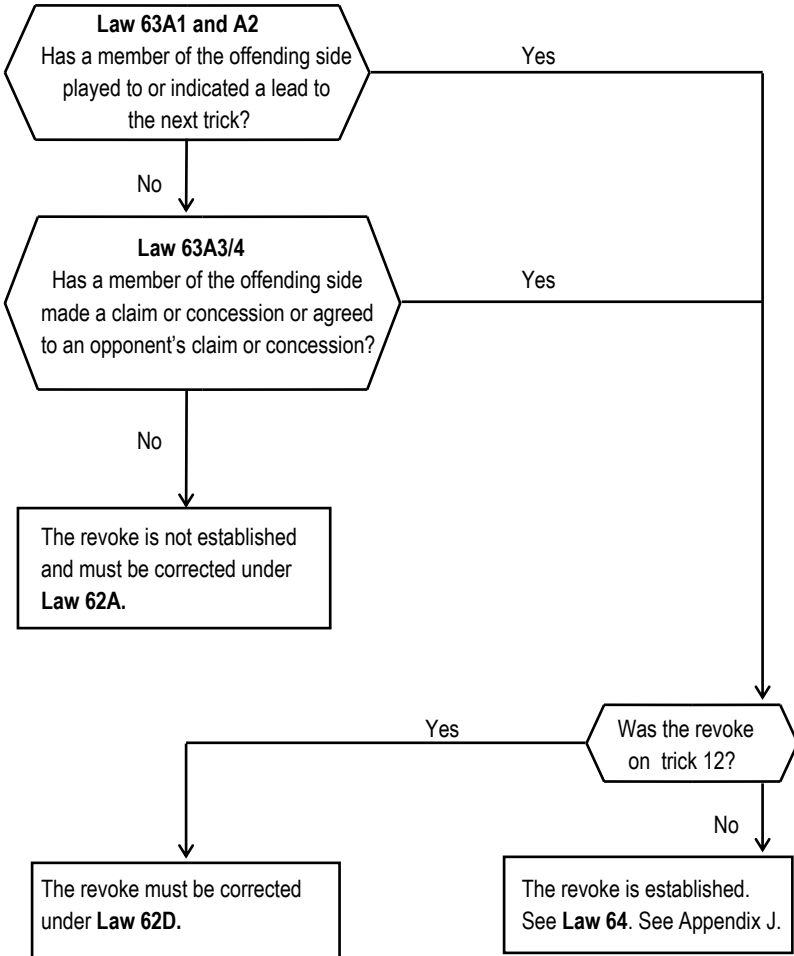 Law 63A1 and A2
Has a member of the offending side
played to or indicated a lead to
the next trick?
Yes
No
Law 63A3/4
Has a member of the offending side
made a claim or concession or agreed
to an opponent’s claim or concession?
Yes
No
The revoke is not established
and must be corrected under
Law 62A.
Was the revoke
on trick 12?
Yes
No
The revoke must be corrected
under Law 62D.
The revoke is established.
See Law 64. See Appendix J.